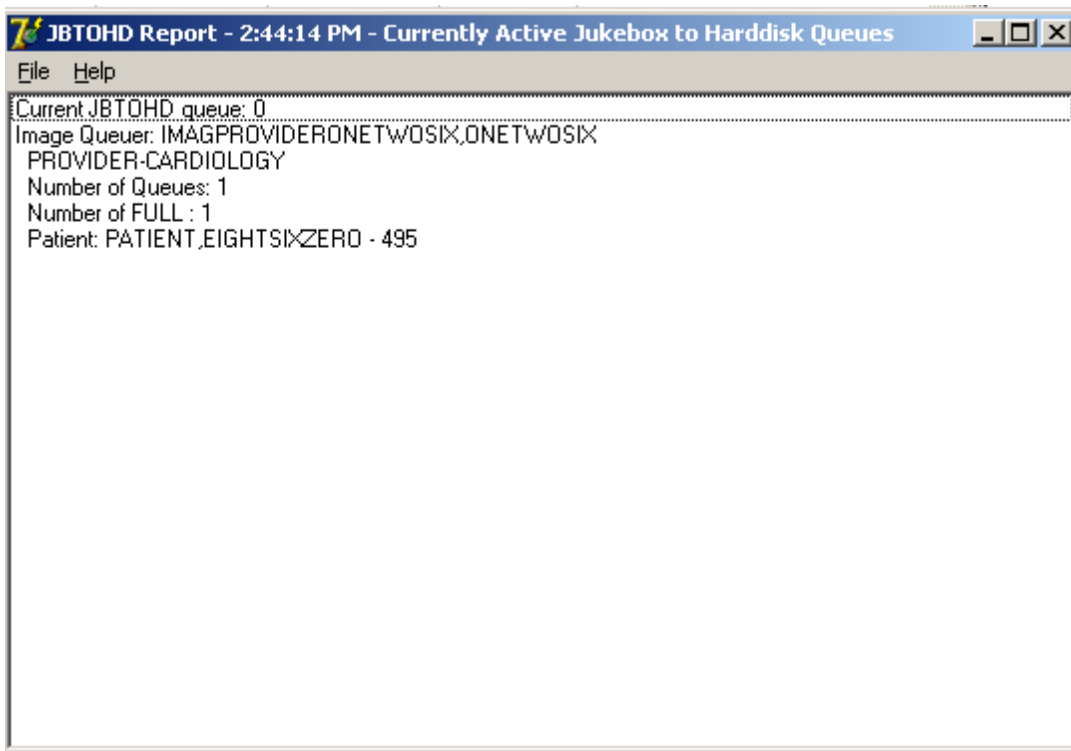 JBTOHD Report - 2:44:14 PM - Currently Active Jukebox to Harddisk Queues
File Help
Current JBTOHD queue: 0
Image Queuer: IMAGPROVIDERONETWOSIX,ONETWOSIX
PROVIDER-CARDIOLOGY
Number of Queues: 1
Number of FULL : 1
Patient: PATIENT,EIGHTSIXZERO - 495